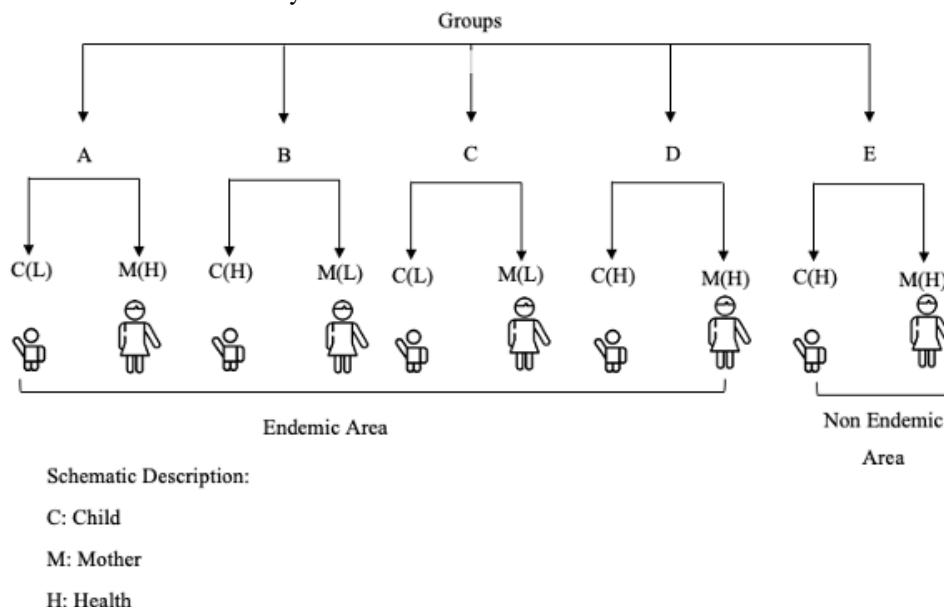 Groups
A B C D E
C(L) M(H) C(H) M(L) C(L) M(L) C(H) M(H) C(H) M(H)
Endemic Area
Non Endemic
Area
Schematic Description:
C: Child
M: Mother
H: Health